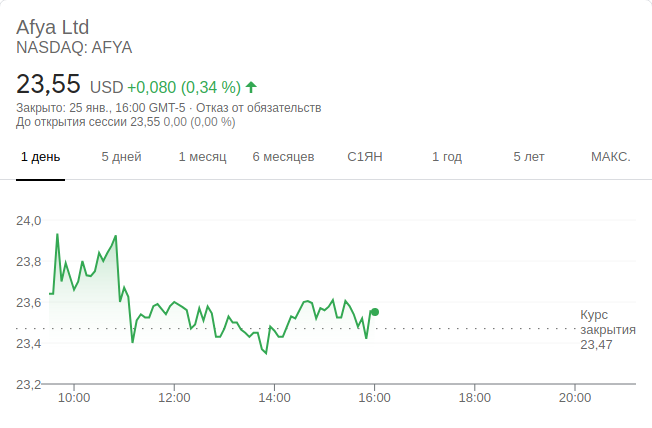 Afya Ltd
NASDAQ: AFYA
23,55 USD +0,080 (0,34 %)
Закрыто: 25 янв., 16:00 GMT-5 · Отказ от обязательств
До открытия сессии 23,55 0,00 (0,00 %)
1 день 5 дней 1 месяц 6 месяцев С1ЯН 1 год 5 лет МАКС.
24,0
23,8
23,6
Курс
закрытия
23,47
23,4
23,2
10:00 12:00 14:00 16:00 18:00 20:00